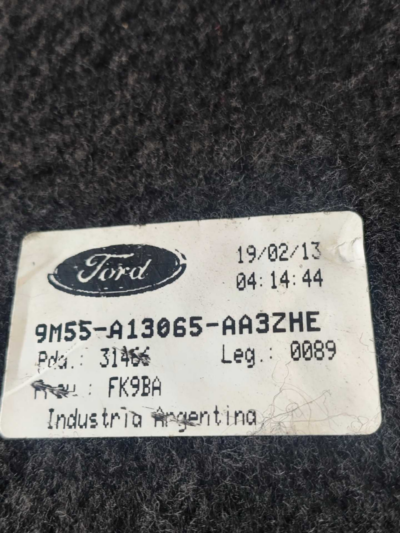 Ford
19/02/13
04:14:44
9M55-A13065-AA3ZHE
Pda.: 31466 Leg.: 0089
: FK9BA
Industria Argentina